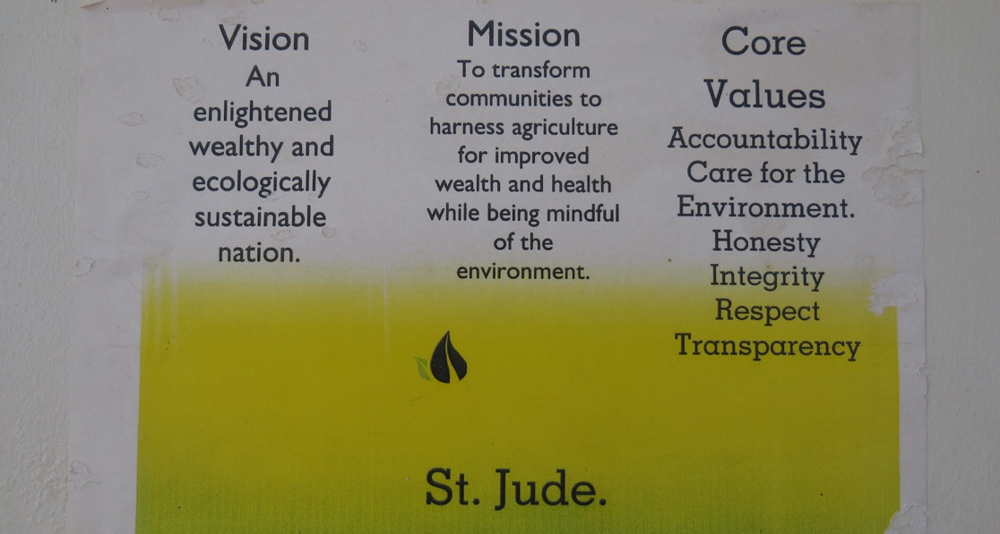 Vision
An
enlightened
wealthy and
ecologically
sustainable
nation.
Mission
To transform
communities to
harness agriculture
for improved
wealth and health
while being mindful
of the
environment.
Core
Values
Accountability
Care for the
Environment.
Honesty
Integrity
Respect
Transparency
St. Jude.